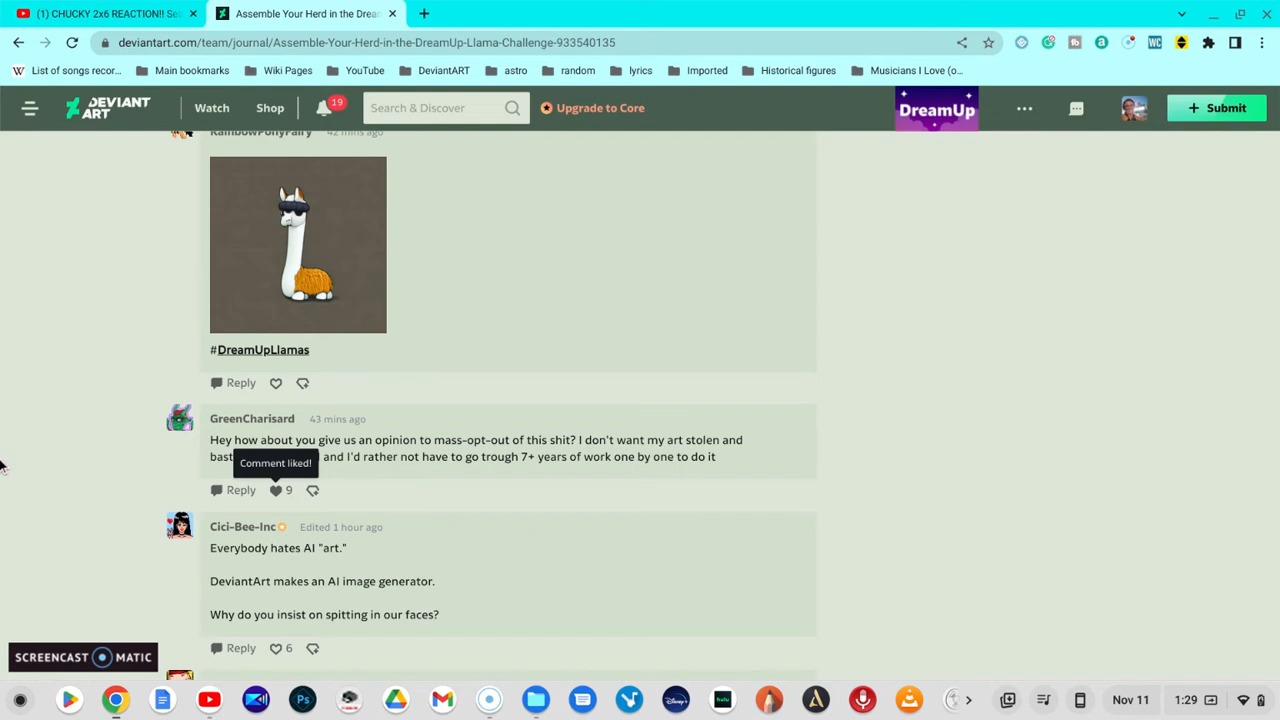 (1) CHUCKY 2x6 REACTION!! Se
Assemble Your Herd in the Drea
deviantart.com/team/journal/Assemble-Your-Herd-in-the-DreamUp-Llama-Challenge-933540135
List of songs recor...
Main bookmarks
Wiki Pages
YouTube
DeviantART
astro
random
lyrics
Imported
Historical figures
Musicians I Love (o...
DEVIANT ART
Watch
Shop
19
Search & Discover
Upgrade to Core
DreamUp
Submit
RainbowPonyFairy 42 mins ago
#DreamUpLlamas
Reply
GreenCharisard 43 mins ago
Hey how about you give us an opinion to mass-opt-out of this shit? I don't want my art stolen and
bast and I'd rather not have to go trough 7+ years of work one by one to do it
Comment liked!
Reply 9
Cici-Bee-Inc Edited 1 hour ago
Everybody hates AI "art."
DeviantArt makes an AI image generator.
Why do you insist on spitting in our faces?
Reply 6
SCREENCAST MATIC
Ps
hulu
Nov 11
1:29